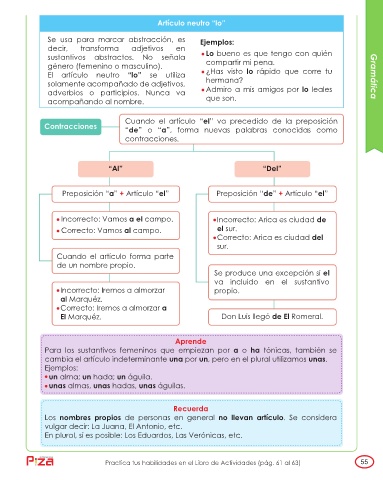 Artículo neutro "lo"
Se usa para marcar abstracción, es
decir, transforma adjetivos en
sustantivos abstractos. No señala
género (femenino o masculino).
El artículo neutro "lo" se utiliza
solamente acompañado de adjetivos,
adverbios o participios. Nunca va
acompañando al nombre.
Ejemplos:
• Lo bueno es que tengo con quién
compartir mi pena.
• ¿Has visto lo rápido que corre tu
hermana?
• Admiro a mis amigos por lo leales
que son.
Gramática
Contracciones
Cuando el artículo "el" va precedido de la preposición
"de" o "a", forma nuevas palabras conocidas como
contracciones.
"Al"
Preposición "a" + Artículo "el"
• Incorrecto: Vamos a el campo.
• Correcto: Vamos al campo.
Cuando el artículo forma parte
de un nombre propio.
• Incorrecto: Iremos a almorzar
al Marquéz.
• Correcto: Iremos a almorzar a
El Marquéz.
"Del"
Preposición "de" + Artículo "el"
• Incorrecto: Arica es ciudad de
el sur.
• Correcto: Arica es ciudad del
sur.
Se produce una excepción si el
va incluido en el sustantivo
propio.
Don Luis llegó de El Romeral.
Aprende
Para los sustantivos femeninos que empiezan por a o ha tónicas, también se
cambia el artículo indeterminante una por un, pero en el plural utilizamos unas.
Ejemplos:
• un alma; un hada; un águila.
• unas almas, unas hadas, unas águilas.
Recuerda
Los nombres propios de personas en general no llevan artículo. Se considera
vulgar decir: La Juana, El Antonio, etc.
En plural, sí es posible: Los Eduardos, Las Verónicas, etc.
Pza
Practica tus habilidades en el Libro de Actividades (pág. 61 al 63)
55